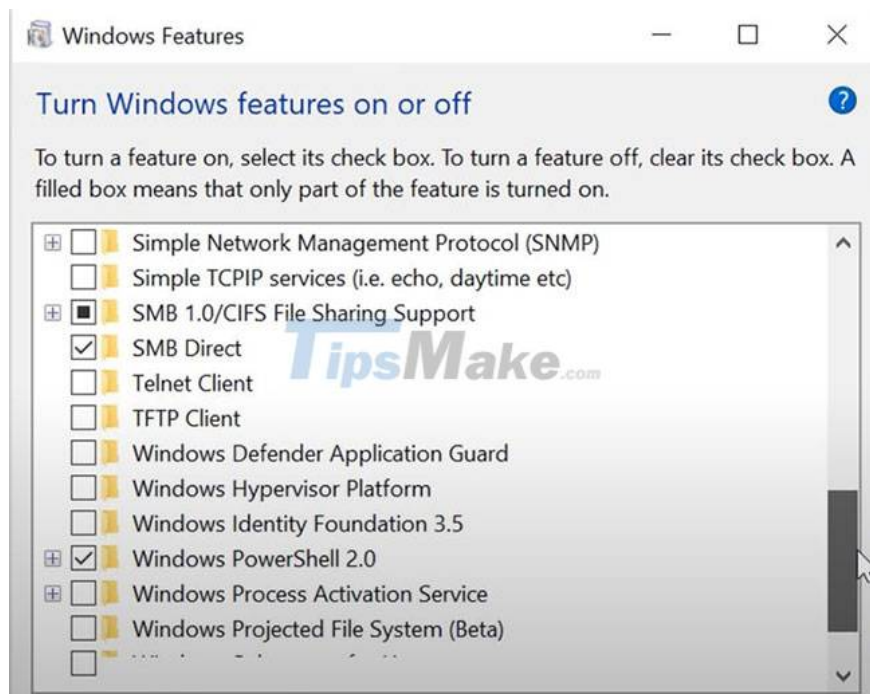 Windows Features
Turn Windows features on or off
?
To turn a feature on, select its check box. To turn a feature off, clear its check box. A
filled box means that only part of the feature is turned on.
Simple Network Management Protocol (SNMP)
Simple TCPIP services (i.e. echo, daytime etc)
SMB 1.0/CIFS File Sharing Support
SMB Direct
TipsMake.com
Telnet Client
TFTP Client
Windows Defender Application Guard
Windows Hypervisor Platform
Windows Identity Foundation 3.5
Windows PowerShell 2.0
Windows Process Activation Service
Windows Projected File System (Beta)